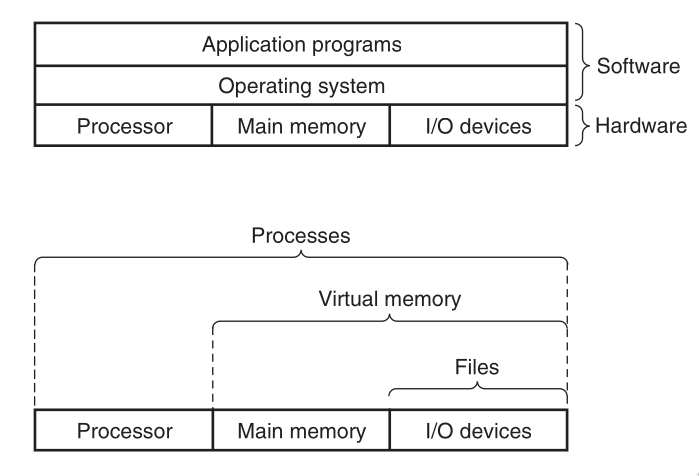 Application programs
Operating system
Software
Processor Main memory I/O devices
Hardware
Processes
Virtual memory
Files
Processor Main memory I/O devices